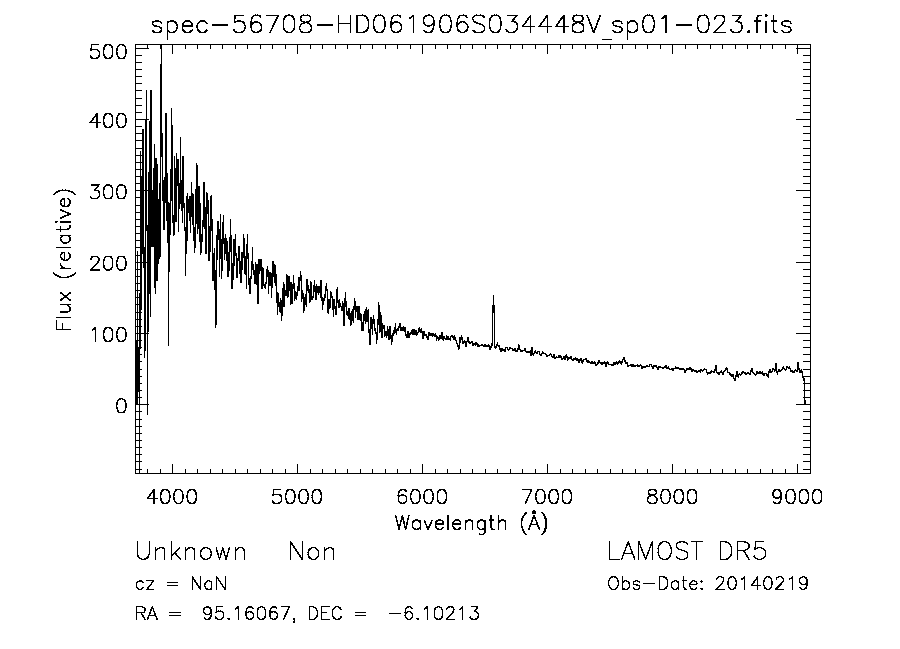 spec-56708-HD061906S034448V_sp01-023.fits
500
400
300
200
100
0
Flux (relative)
4000 5000 6000 7000 8000 9000
Wavelength (Å)
Unknown Non LAMOST DR5
cz = NaN Obs-Date: 20140219
RA = 95.16067, DEC = -6.10213